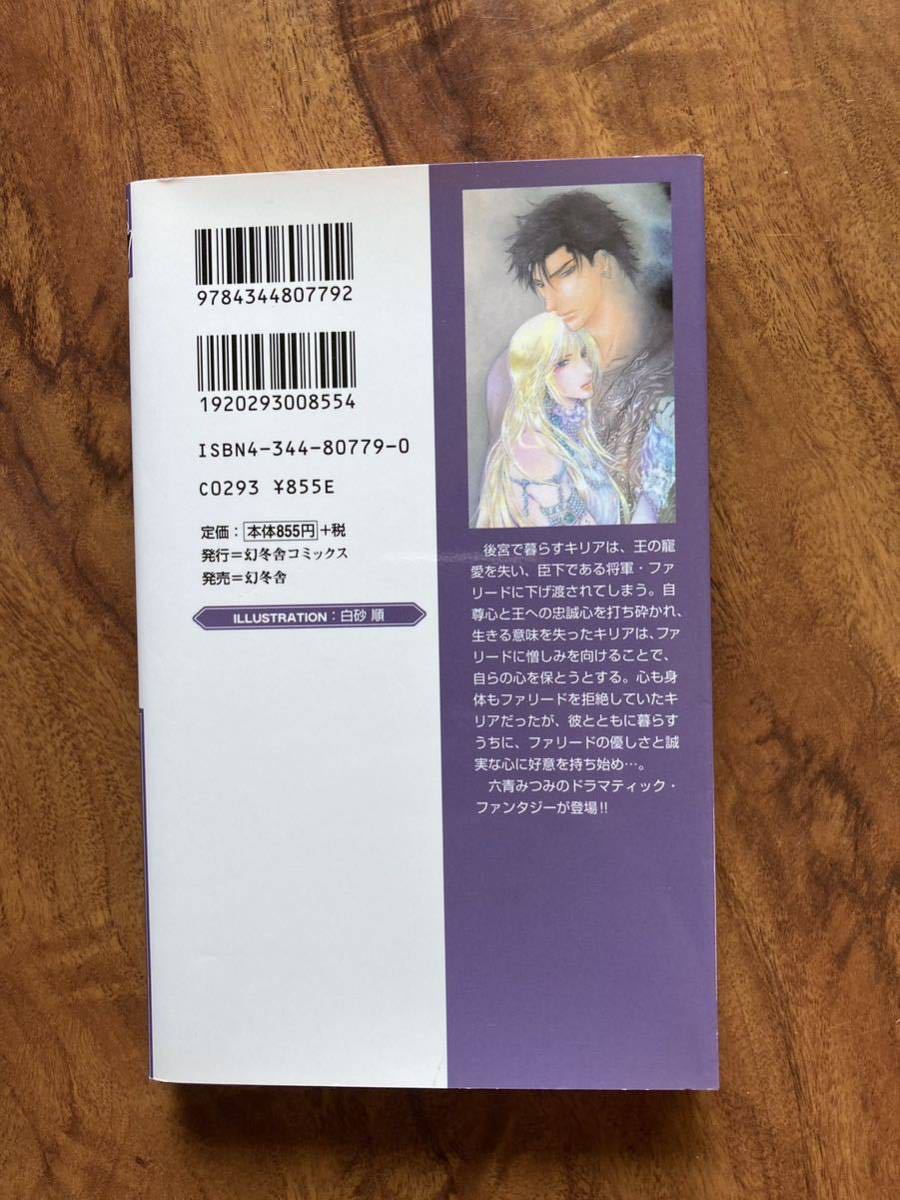 9784344807792
1920293008554
ISBN4-344-80779-0
C0293 ¥855E
定価：本体855円+税
発行＝幻冬舎コミックス
発売＝幻冬舎
ILLUSTRATION：白砂 順
後宮で暮らすキリアは、王の寵
愛を失い、臣下である将軍・ファ
リードに下げ渡されてしまう。自
尊心と王への忠誠心を打ち砕かれ、
生きる意味を失ったキリアは、ファ
リードに憎しみを向けることで、
自らの心を保とうとする。心も身
体もファリードを拒絶していたキ
リアだったが、彼とともに暮らす
うちに、ファリードの優しさと誠
実な心に好意を持ち始め…。
六青みつみのドラマティック・
ファンタジーが登場!!